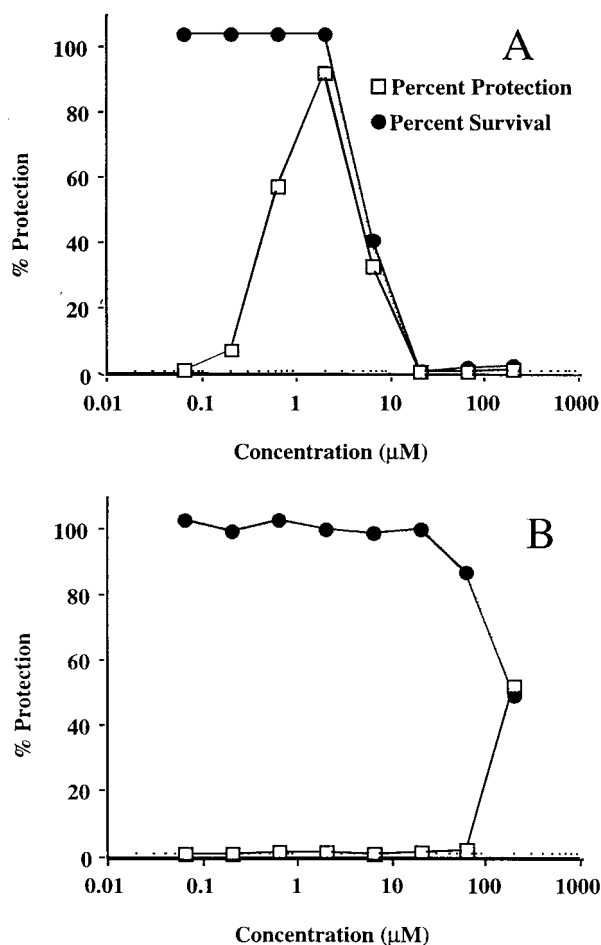 A
100
80
60
40
20
0
% Protection
Percent Protection
Percent Survival
0.01 0.1 1 10 100 1000
Concentration (μM)
B
100
80
60
40
20
0
% Protection
0.01 0.1 1 10 100 1000
Concentration (μM)